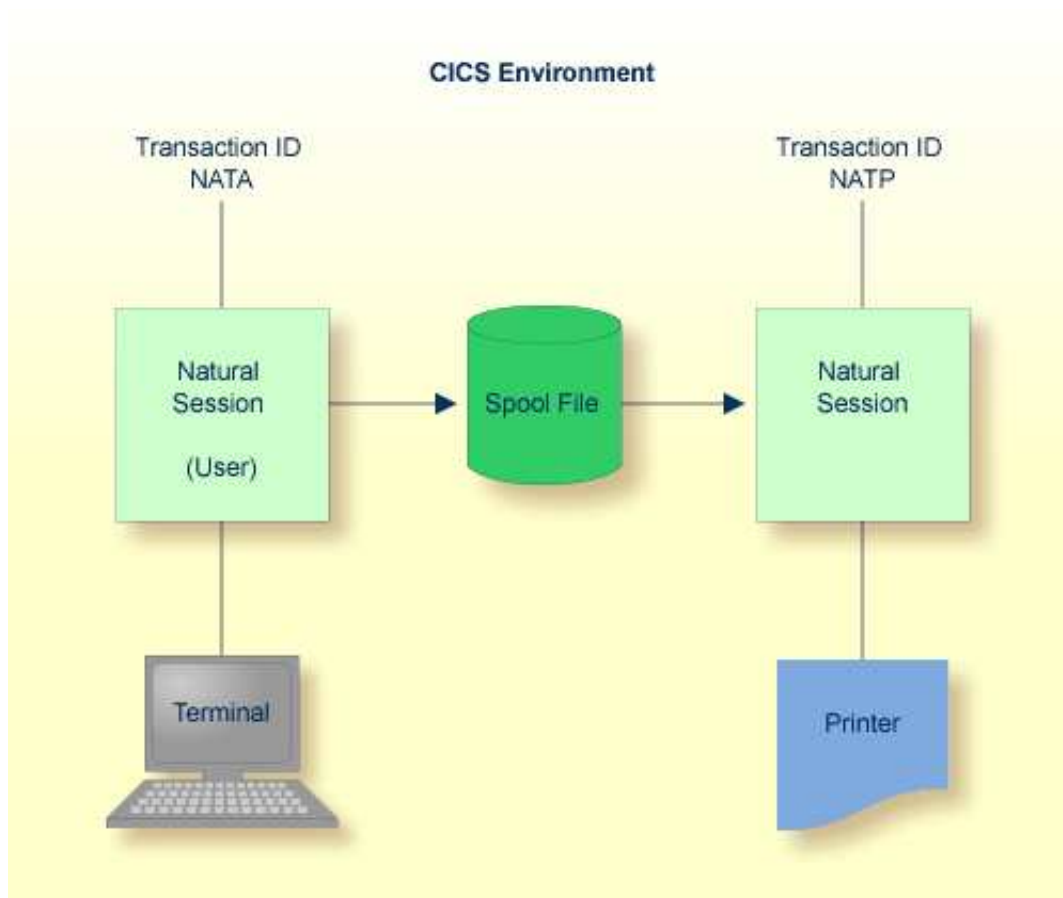 CICS Environment
Transaction ID
NATA
Transaction ID
NATP
Natural
Session
(User)
Spool File
Natural
Session
Terminal
Printer